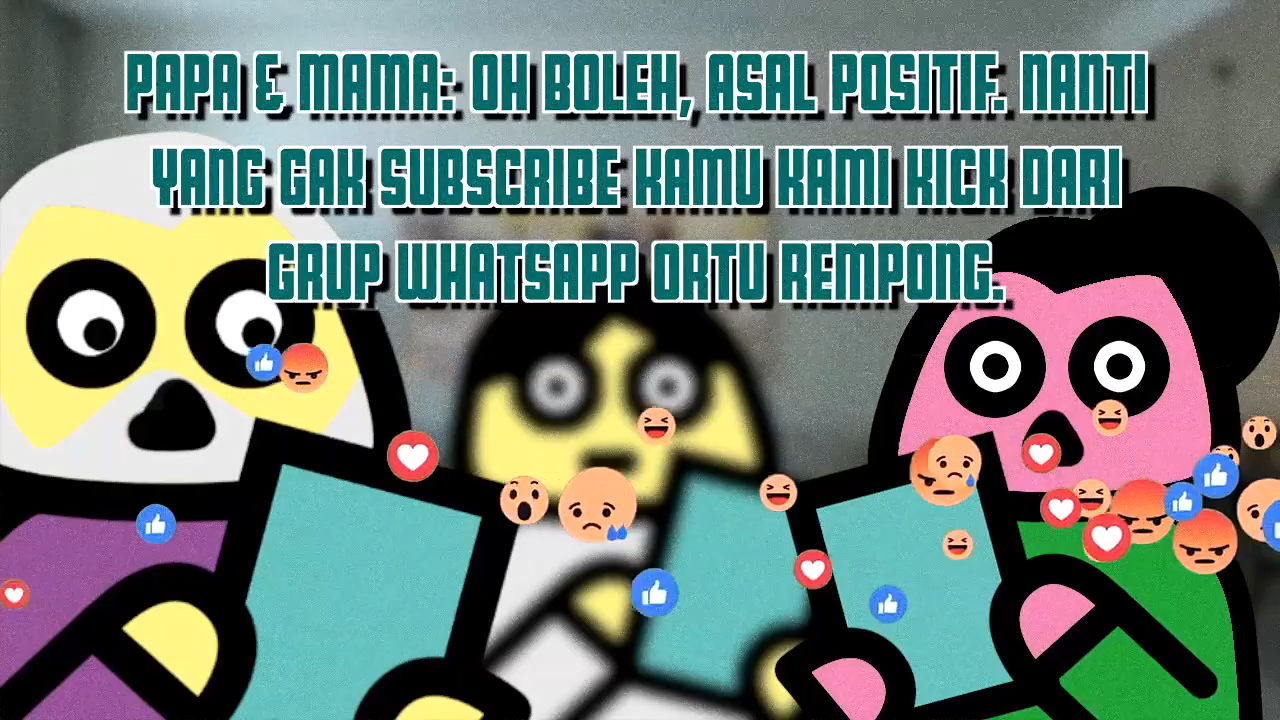 PAPA & MAMA: OH BOLEH, ASAL POSITIF. NANTI
YANG GAK SUBSCRIBE KAMU KAMI KICK DARI
GRUP WHATSAPP ORTU REMPONG.